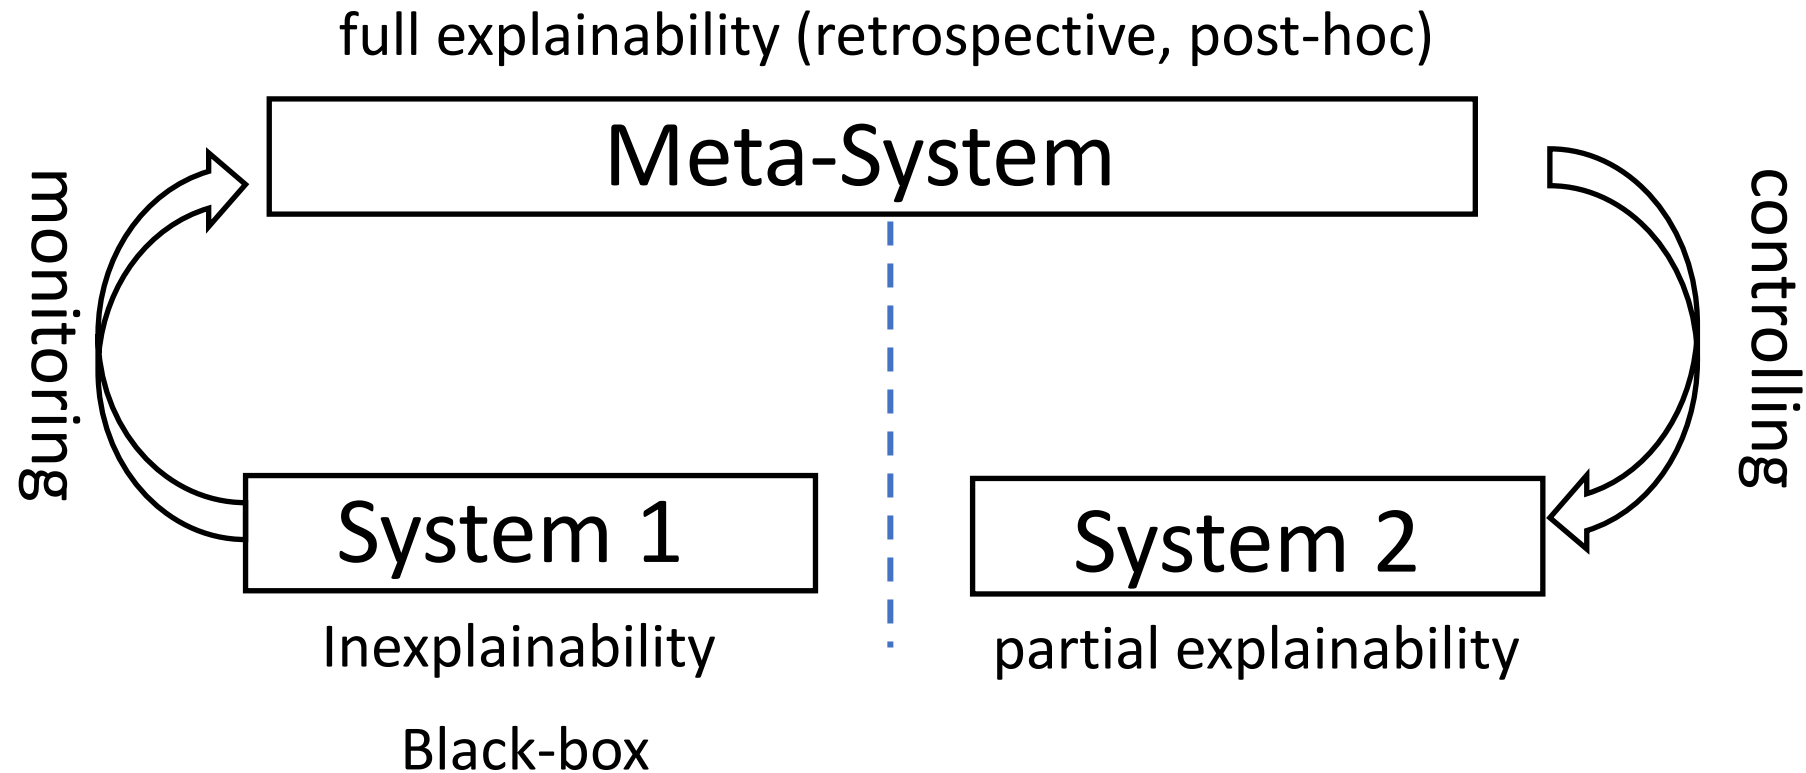 full explainability (retrospective, post-hoc)
Meta-System
monitoring
controlling
System 1
System 2
Inexplainability
partial explainability
Black-box